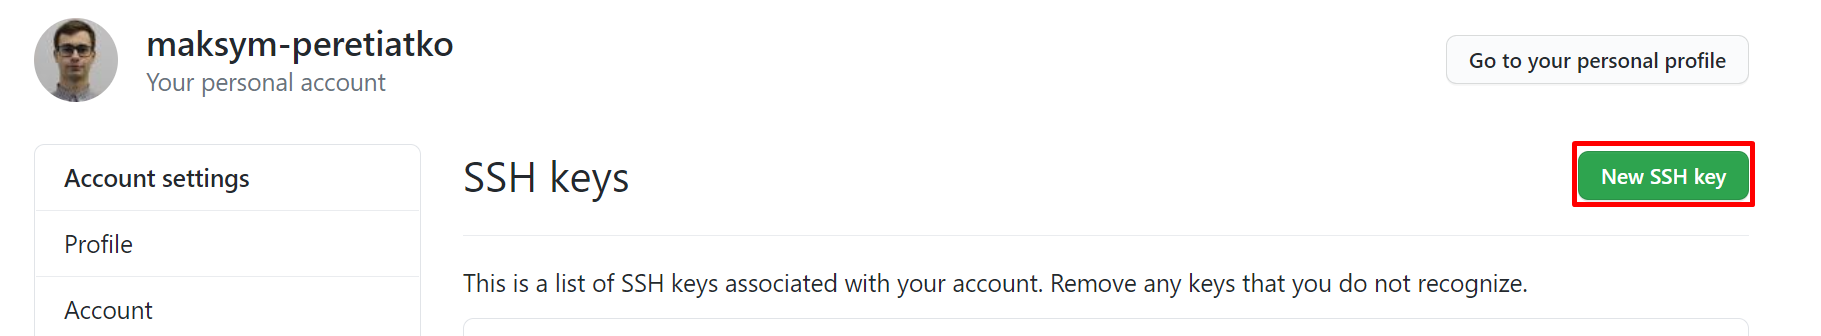 maksym-peretiatko
Your personal account
Go to your personal profile
Account settings
Profile
Account
SSH keys
New SSH key
This is a list of SSH keys associated with your account. Remove any keys that you do not recognize.